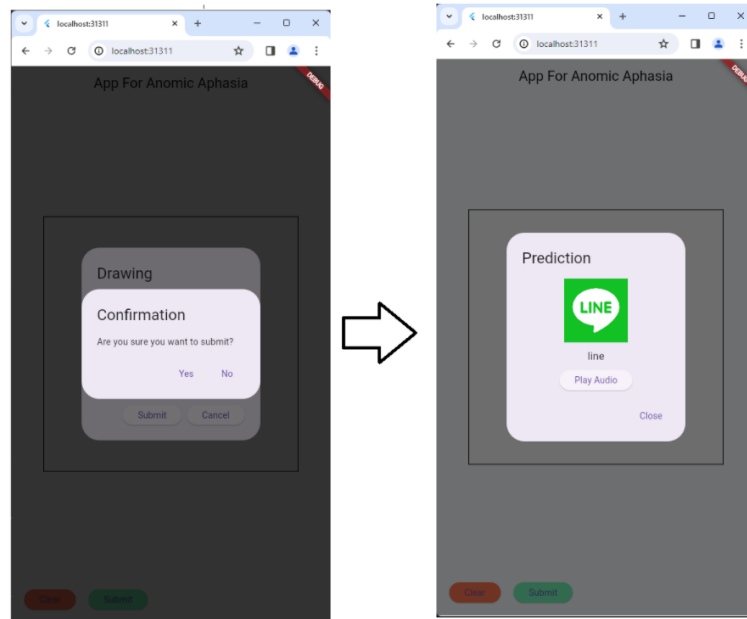 localhost:31311
localhost:31311
App For Anomic Aphasia
DEBUG
Drawing
Confirmation
Are you sure you want to submit?
Yes No
Submit Cancel
Clear Submit
localhost:31311
localhost:31311
App For Anomic Aphasia
DEBUG
Prediction
LINE
line
Play Audio
Close
Clear Submit